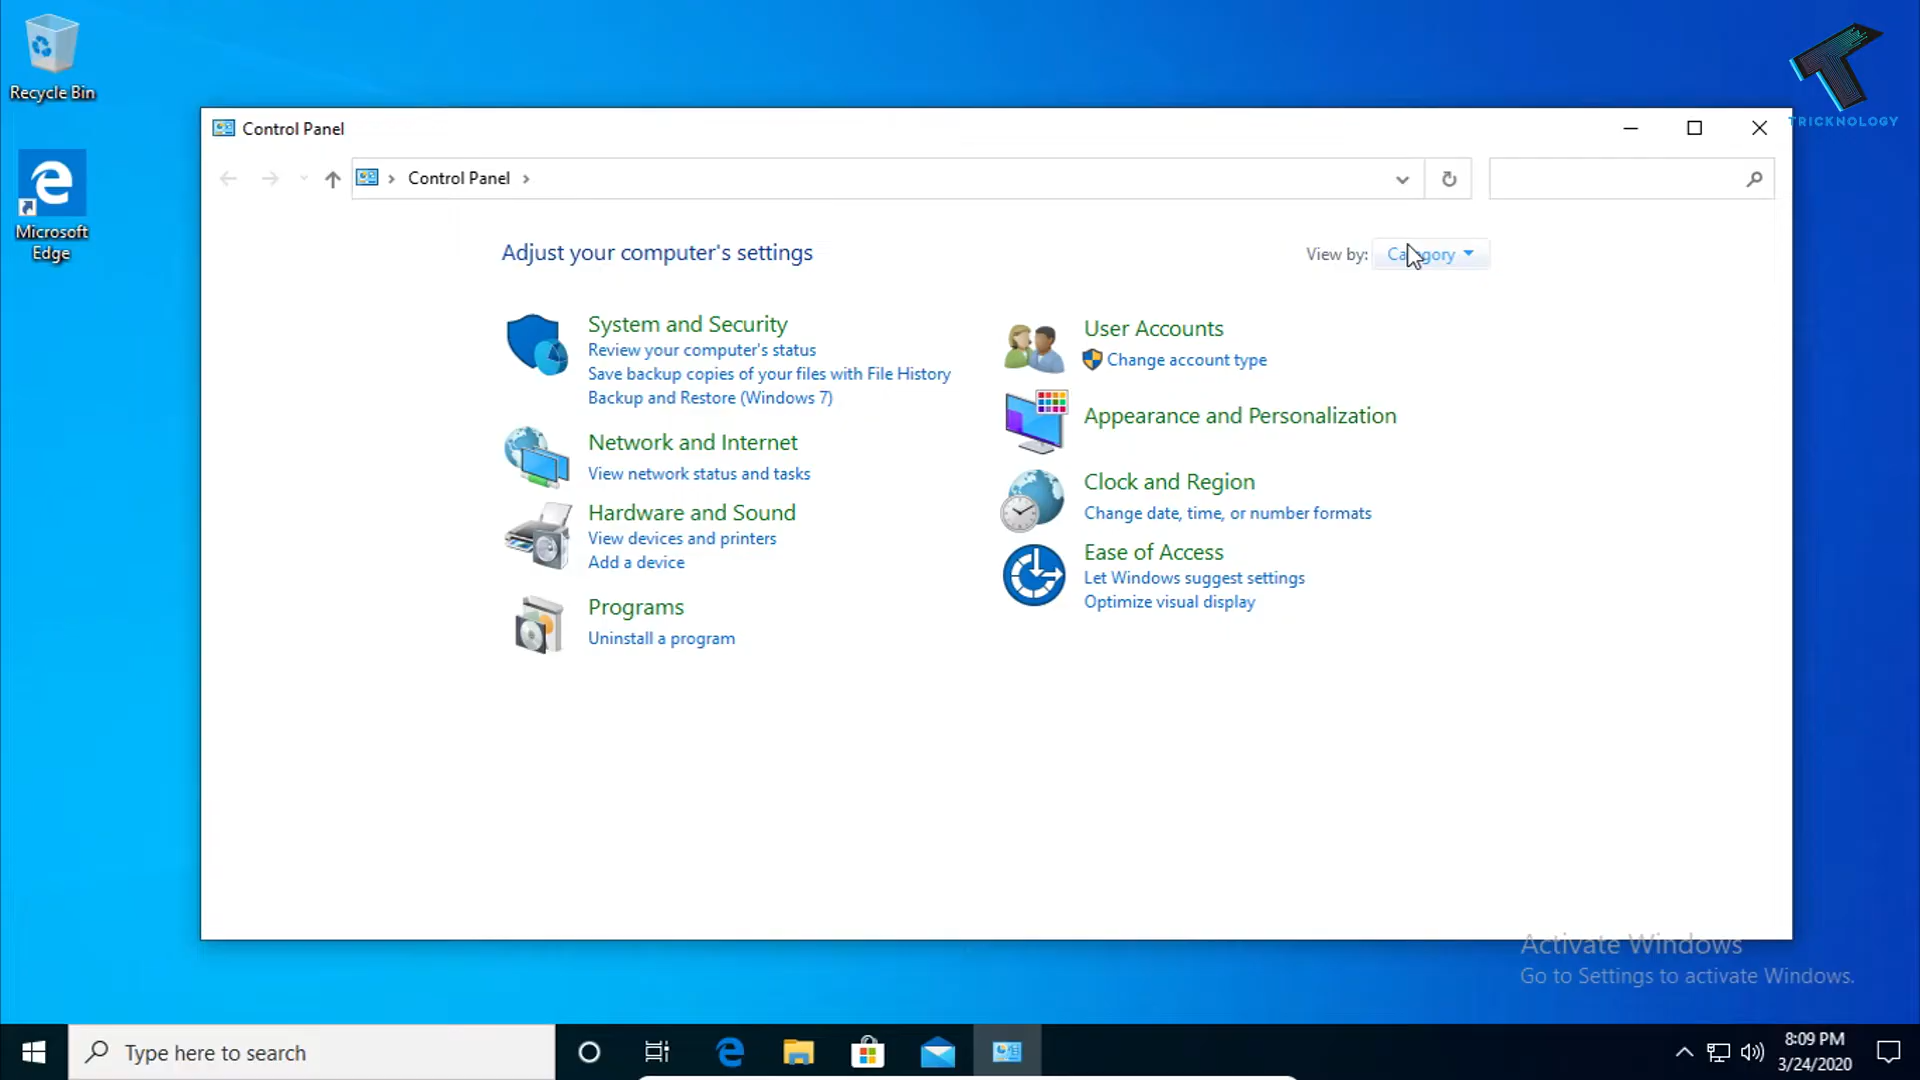 Recycle Bin
Microsoft
Edge
TRICKNOLOGY
Control Panel
Control Panel
Adjust your computer's settings
View by: Category
System and Security
Review your computer's status
Save backup copies of your files with File History
Backup and Restore (Windows 7)
Network and Internet
View network status and tasks
Hardware and Sound
View devices and printers
Add a device
Programs
Uninstall a program
User Accounts
Change account type
Appearance and Personalization
Clock and Region
Change date, time, or number formats
Ease of Access
Let Windows suggest settings
Optimize visual display
Activate Windows
Go to Settings to activate Windows.
Type here to search
8:09 PM
3/24/2020